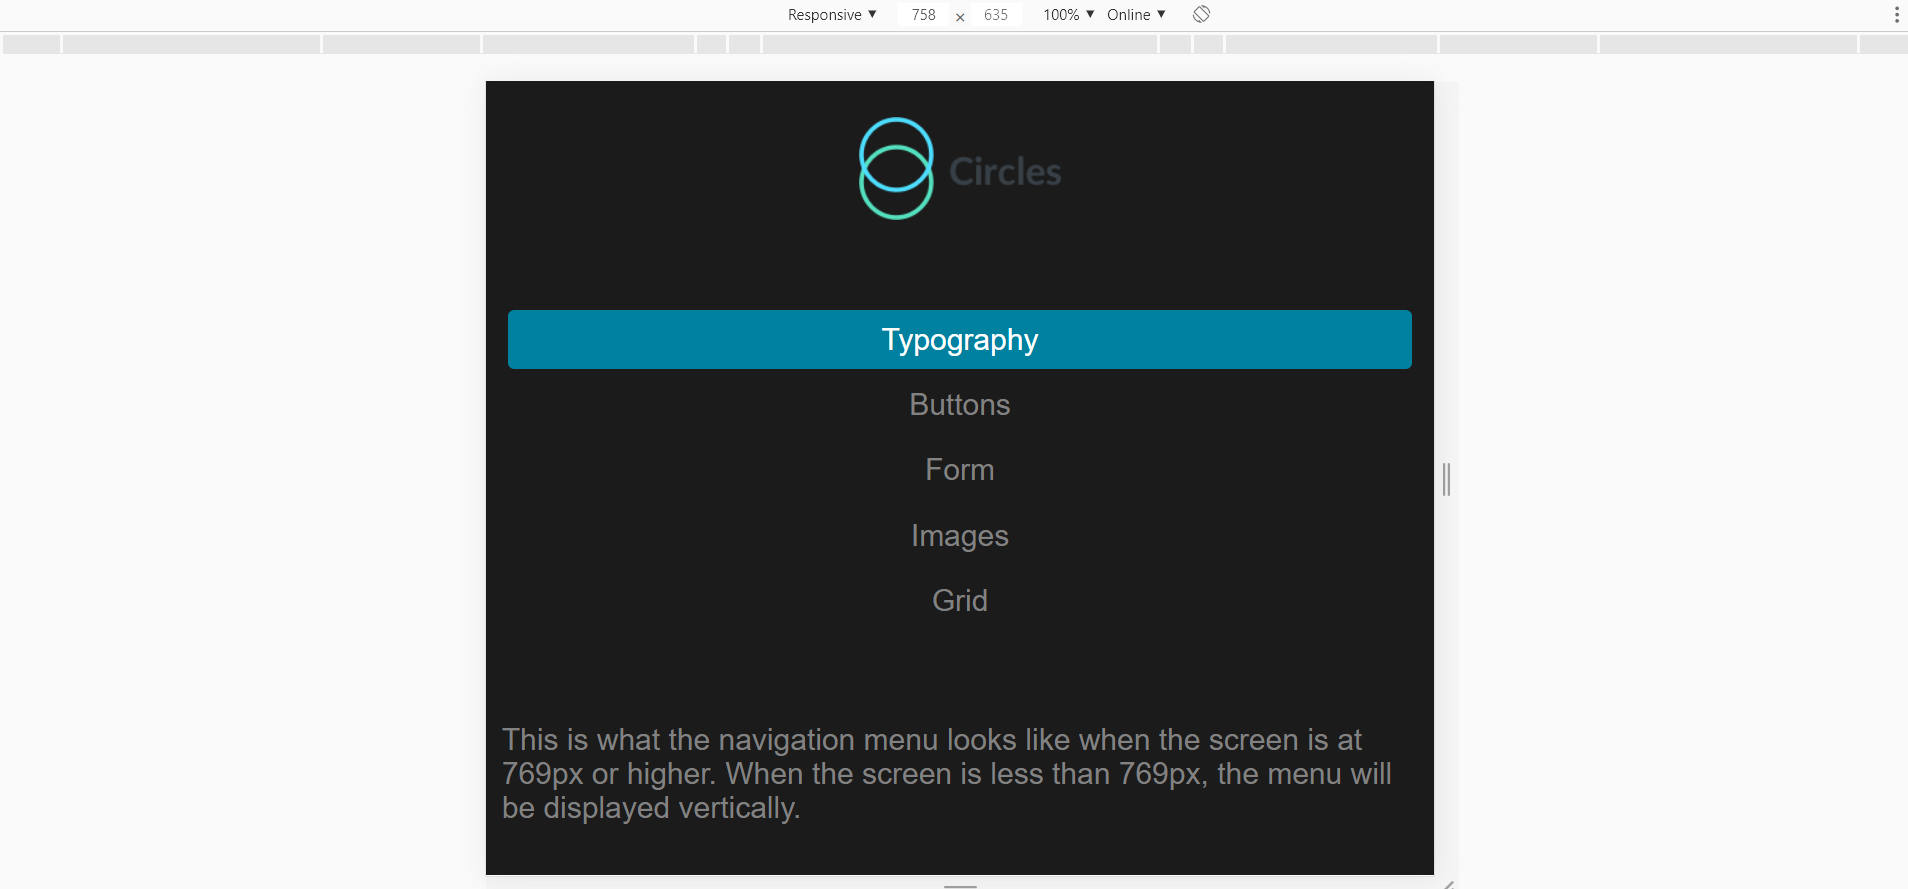 Responsive ▼ 758 × 635 100% ▼ Online ▼
Circles
Typography
Buttons
Form
Images
Grid
This is what the navigation menu looks like when the screen is at
769px or higher. When the screen is less than 769px, the menu will
be displayed vertically.